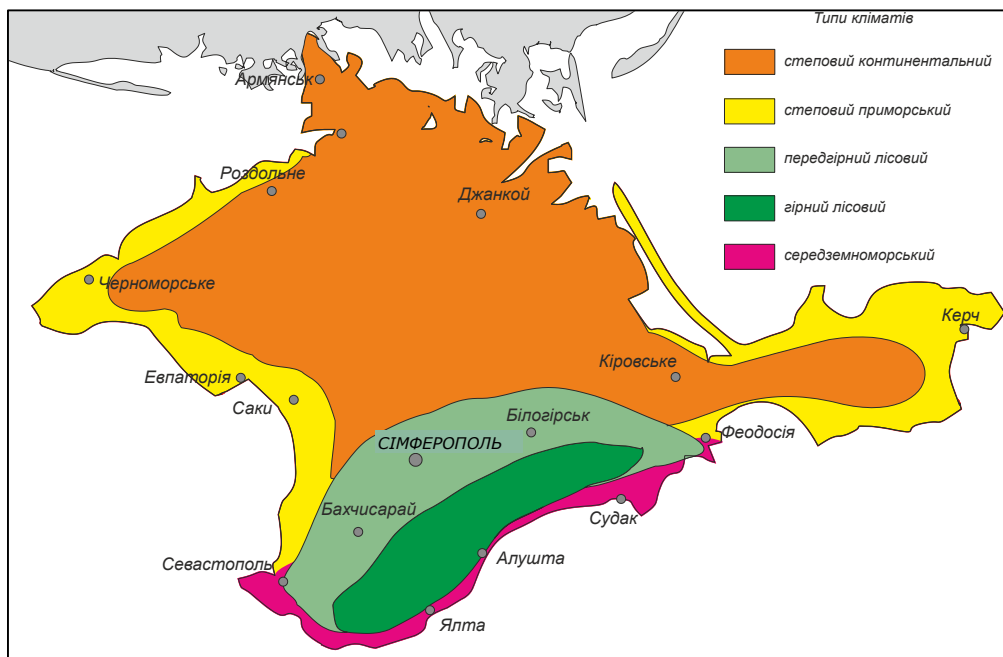 Типи кліматів
степовий континентальний
Армянськ
степовий приморський
передгірний лісовий
Роздольне
Джанкой
гірний лісовий
середземноморський
Черноморське
Керч
Кіровське
Евпаторія
Саки
Білогірськ
Феодосія
СІМФЕРОПОЛЬ
Бахчисарай
Судак
Севастополь
Алушта
Ялта